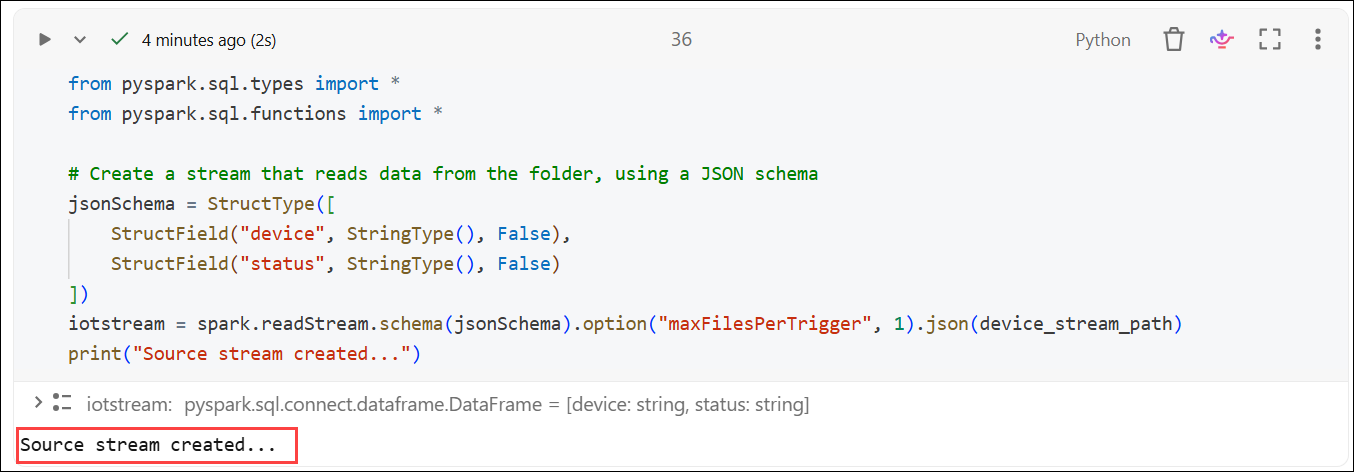 4 minutes ago (2s)
36
Python
from pyspark.sql.types import *
from pyspark.sql.functions import *
# Create a stream that reads data from the folder, using a JSON schema
jsonSchema = StructType([
    StructField("device", StringType(), False),
    StructField("status", StringType(), False)
])
iotstream = spark.readStream.schema(jsonSchema).option("maxFilesPerTrigger", 1).json(device_stream_path)
print("Source stream created...")
iotstream: pyspark.sql.connect.dataframe.DataFrame = [device: string, status: string]
Source stream created...